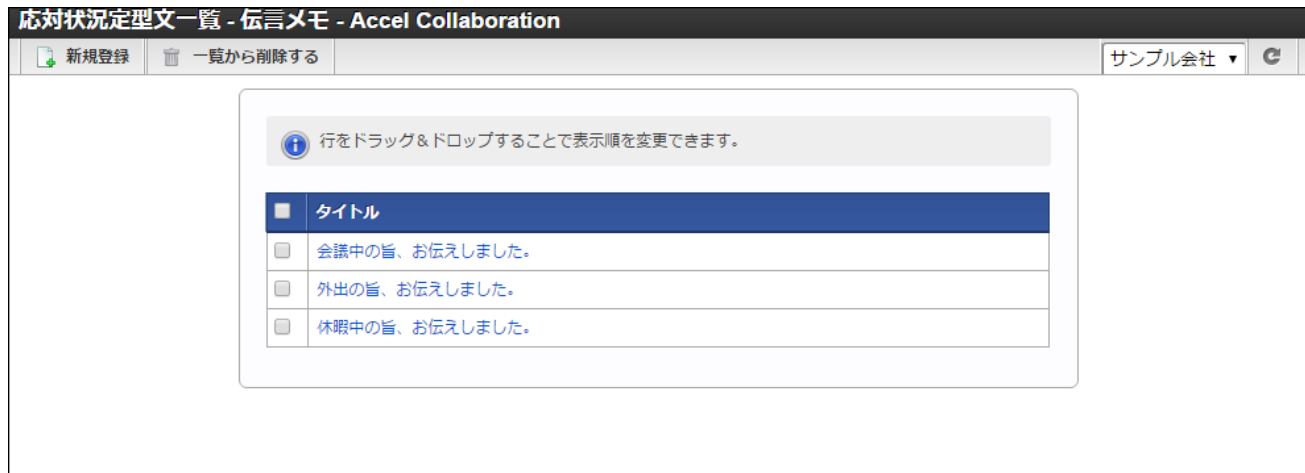 応対状況定型文一覧 - 伝言メモ - Accel Collaboration
新規登録 一覧から削除する サンプル会社
行をドラッグ&ドロップすることで表示順を変更できます。
タイトル
会議中の旨、お伝えしました。
外出の旨、お伝えしました。
休暇中の旨、お伝えしました。